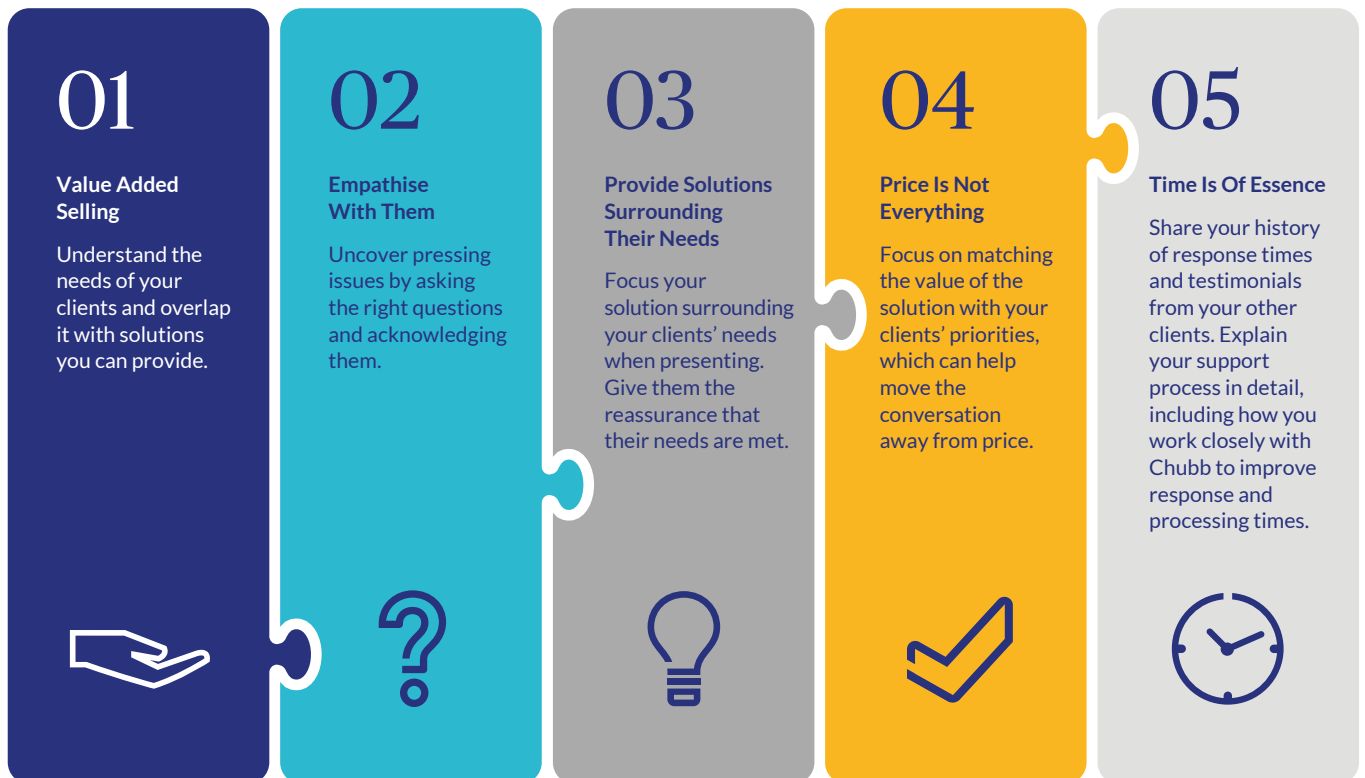 01
Value Added
Selling
Understand the
needs of your
clients and overlap
it with solutions
you can provide.
02
Empathise
With Them
Uncover pressing
issues by asking
the right questions
and acknowledging
them.
03
Provide Solutions
Surrounding
Their Needs
Focus your
solution surrounding
your clients’ needs
when presenting.
Give them the
reassurance that
their needs are met.
04
Price Is Not
Everything
Focus on matching
the value of the
solution with your
clients’ priorities,
which can help
move the
conversation
away from price.
05
Time Is Of Essence
Share your history
of response times
and testimonials
from your other
clients. Explain
your support
process in detail,
including how you
work closely with
Chubb to improve
response and
processing times.